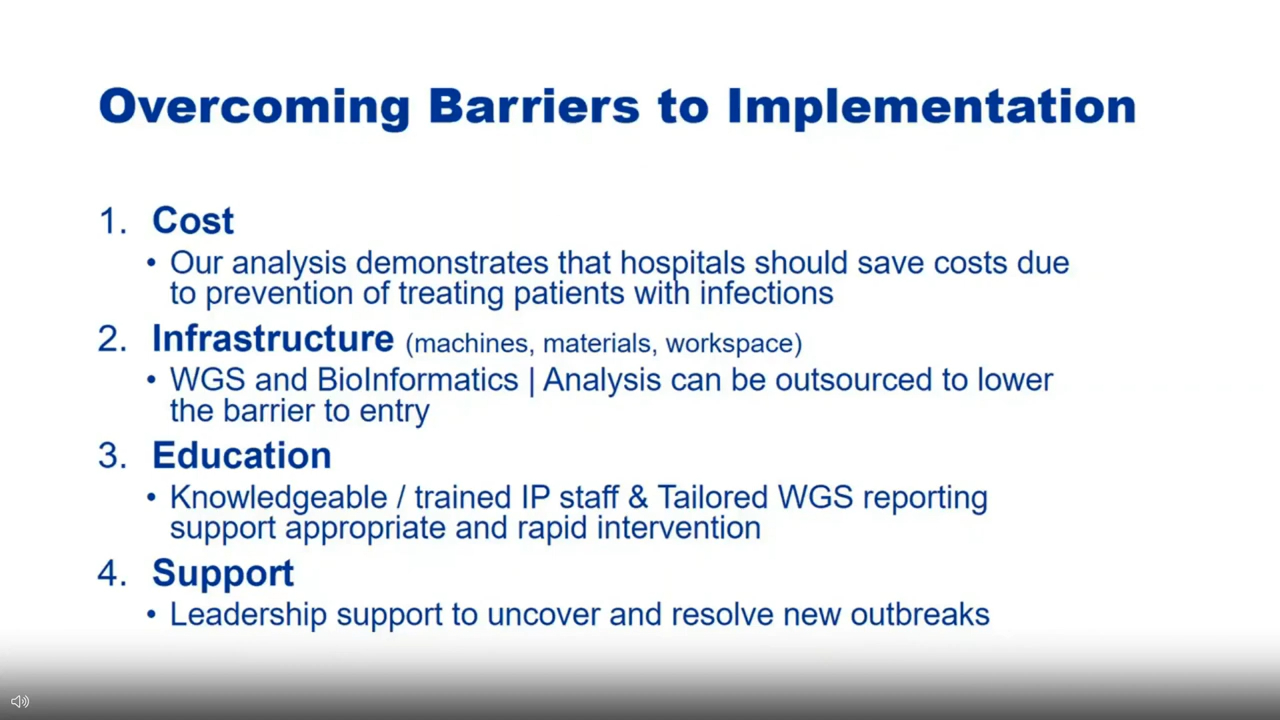 Overcoming Barriers to Implementation
1. Cost
• Our analysis demonstrates that hospitals should save costs due
to prevention of treating patients with infections
2. Infrastructure (machines, materials, workspace)
• WGS and BioInformatics | Analysis can be outsourced to lower
the barrier to entry
3. Education
• Knowledgeable / trained IP staff & Tailored WGS reporting
support appropriate and rapid intervention
4. Support
• Leadership support to uncover and resolve new outbreaks